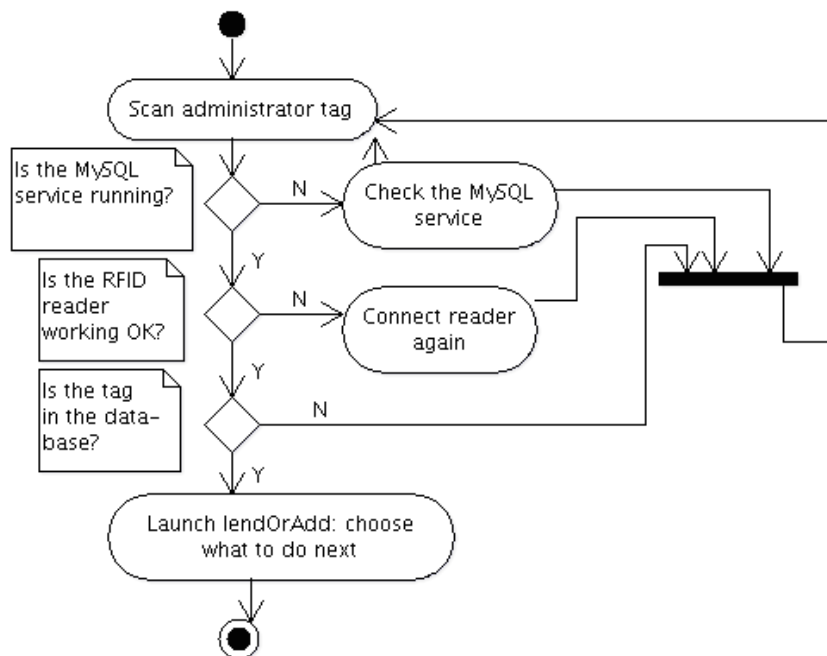 Scan administrator tag
Is the MySQL
service running?
N
Check the MySQL
service
Y
Is the RFID
reader
working OK?
N
Connect reader
again
Y
Is the tag
in the data-
base?
N
Y
Launch lendOrAdd: choose
what to do next